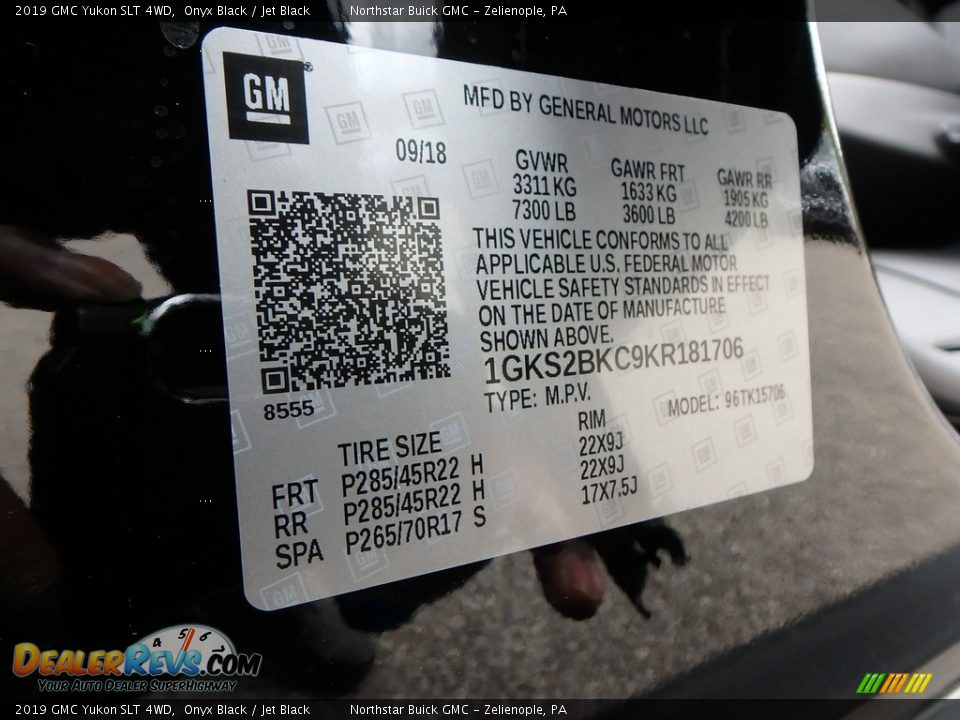 2019 GMC Yukon SLT 4WD, Onyx Black / Jet Black Northstar Buick GMC - Zelienople, PA
GM
MFD BY GENERAL MOTORS LLC
09/18
GVWR GAWR FRT GAWR RR
3311 KG 1633 KG 1905 KG
7300 LB 3600 LB 4200 LB
THIS VEHICLE CONFORMS TO ALL
APPLICABLE U.S. FEDERAL MOTOR
VEHICLE SAFETY STANDARDS IN EFFECT
ON THE DATE OF MANUFACTURE
SHOWN ABOVE.
1GKS2BKC9KR181706
8555
TYPE: M.P.V. MODEL: 96TK15706
TIRE SIZE RIM
FRT P285/45R22 H 22X9J
RR P285/45R22 H 22X9J
SPA P265/70R17 S 17X7.5J
4 5 6
DEALERREVS.COM
Your Auto Dealer SuperHighway
2019 GMC Yukon SLT 4WD, Onyx Black / Jet Black Northstar Buick GMC - Zelienople, PA